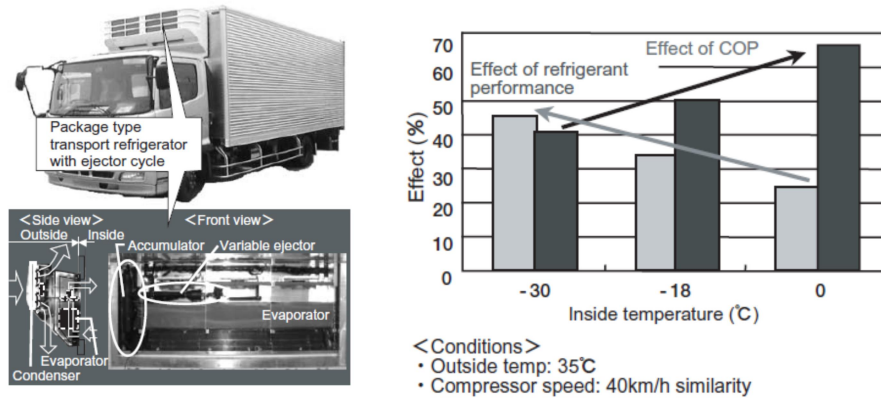 Package type
transport refrigerator
with ejector cycle
<Side view>
<Front view>
Outside
Inside
Accumulator
Variable ejector
Evaporator
Evaporator
Condenser
Effect of COP
Effect of refrigerant
performance
Effect (%)
70
60
50
40
30
20
10
0
-30
-18
0
Inside temperature (℃)
<Conditions>
・Outside temp: 35℃
・Compressor speed: 40km/h similarity